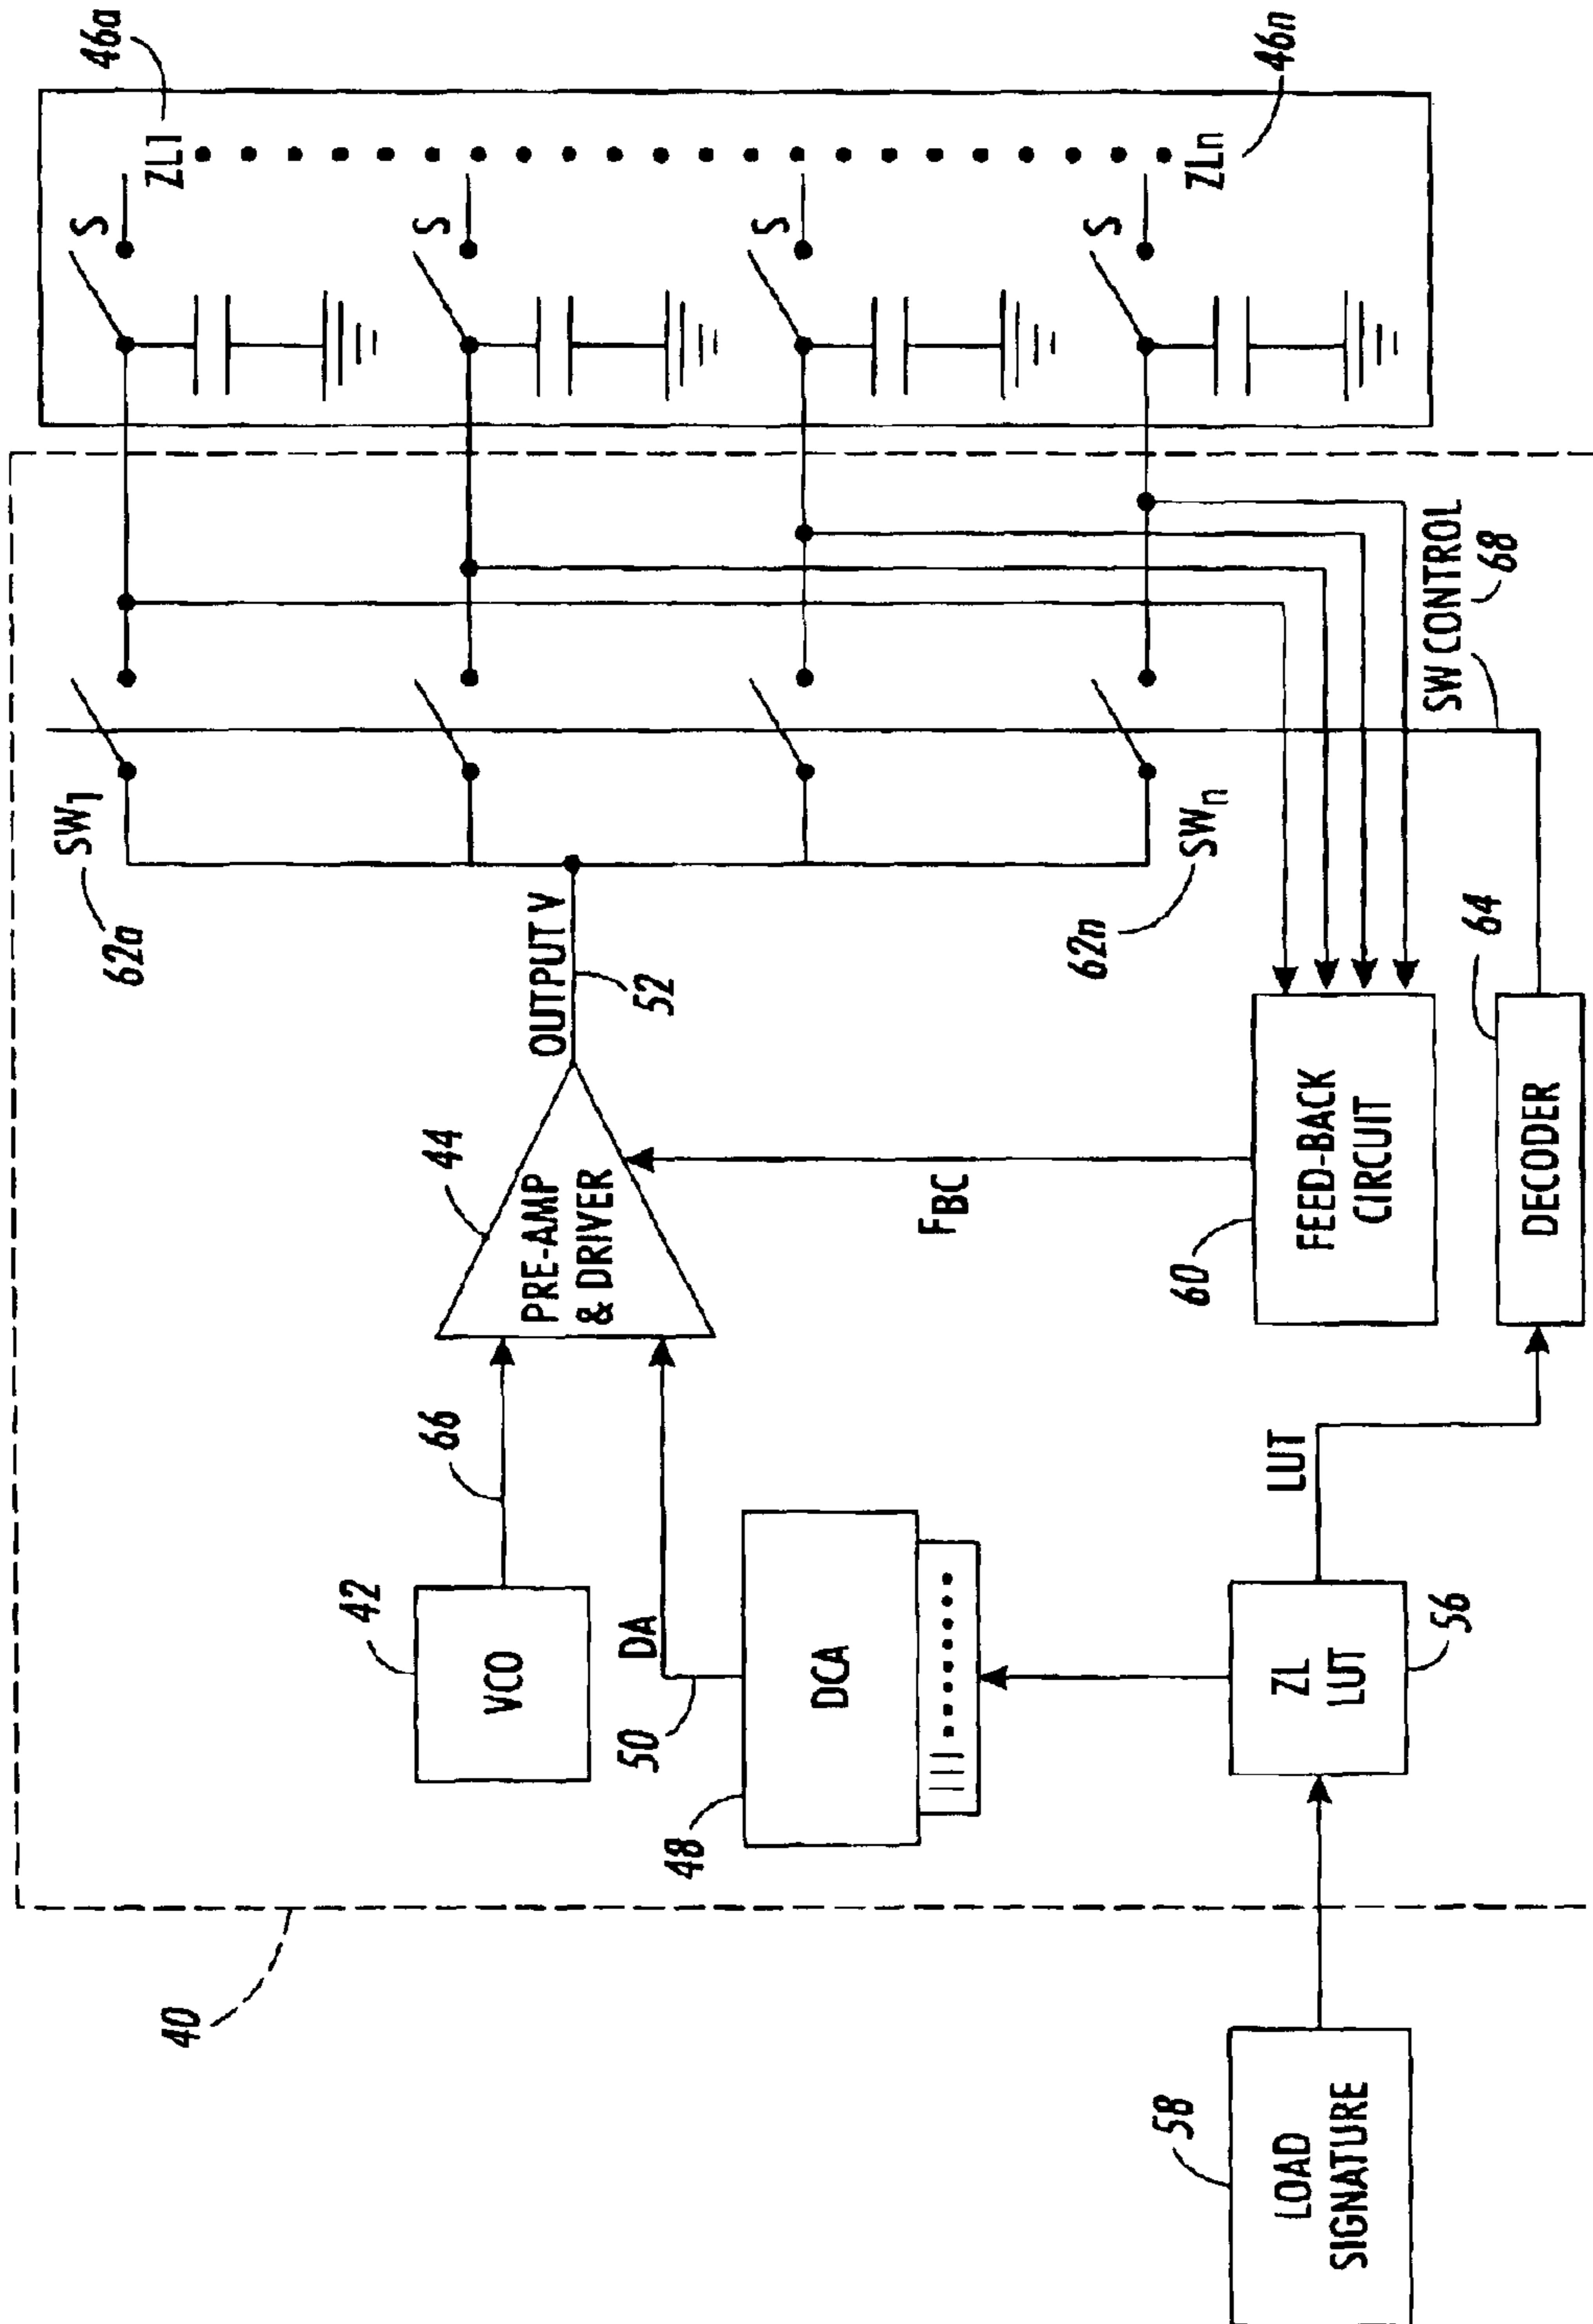 46a
ZL1
S
S
S
S
ZLn
46n
SW1
62a
OUTPUT V
52
62n
SWn
SW CONTROL
68
64
44
PRE-AMP
& DRIVER
FBC
60
FEED-BACK
CIRCUIT
DECODER
66
42
VCO
DA
50
DCA
48
LUT
ZL
LUT
56
40
58
LOAD
SIGNATURE